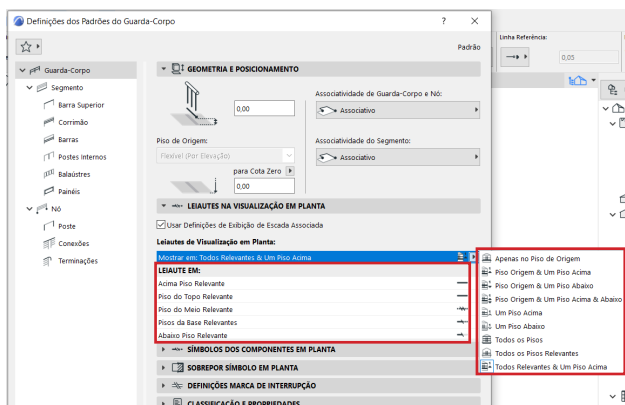 Definições dos Padrões do Guarda-Corpo
? X
Padrão
Guarda-Corpo
Segmento
Barra Superior
Corrimão
Barras
Postes Internos
Balaústres
Painéis
Nó
Poste
Conexões
Terminações
GEOMETRIA E POSICIONAMENTO
0,00
Associatividade de Guarda-Corpo e Nó:
Associativo
Piso de Origem:
Flexível (Por Elevação)
Associatividade do Segmento:
Associativo
para Cota Zero
0,00
LEIAUTES NA VISUALIZAÇÃO EM PLANTA
Usar Definições de Exibição de Escada Associada
Leiautes de Visualização em Planta:
Mostrar em: Todos Relevantes & Um Piso Acima
LEIAUTE EM:
Acima Piso Relevante
Piso do Topo Relevante
Piso do Meio Relevante
Pisos da Base Relevantes
Abaixo Piso Relevante
SÍMBOLOS DOS COMPONENTES EM PLANTA
SOBREPOR SÍMBOLO EM PLANTA
DEFINIÇÕES MARCA DE INTERRUPÇÃO
CLASSIFICAÇÃO E PROPRIEDADES
Linha Referência:
0,05
Apenas no Piso de Origem
Piso Origem & Um Piso Acima
Piso Origem & Um Piso Abaixo
Piso Origem & Um Piso Acima & Abaixo
Um Piso Acima
Um Piso Abaixo
Todos os Pisos
Todos os Pisos Relevantes
Todos Relevantes & Um Piso Acima